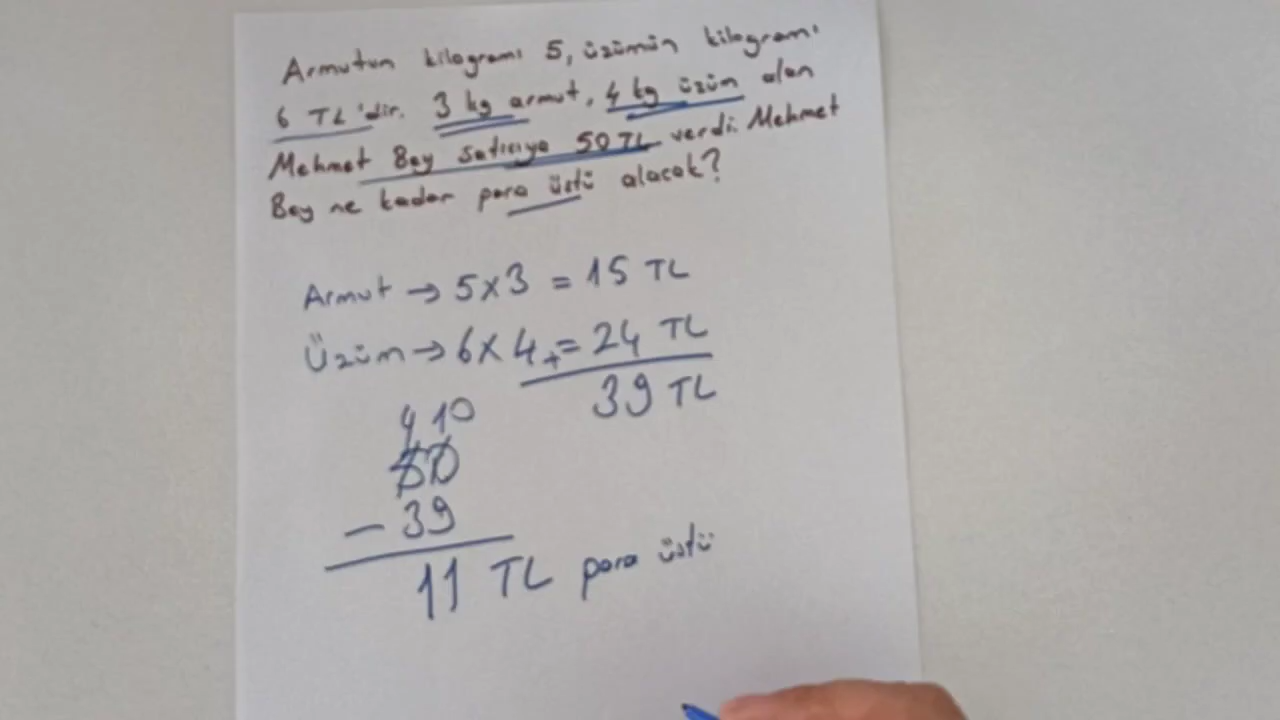 Armutun kilogramı 5, üzümün kilogramı
6 TL'dir. 3 kg armut, 4 kg üzün alan
Mehmet Bey satıcıya 50 TL verdi. Mehmet
Bey ne kadar para üstü alacak?
Armut → 5x3 = 15 TL
Üzüm → 6x4 = 24 TL
+
39 TL
4 10
50
- 39
11 TL para üstü